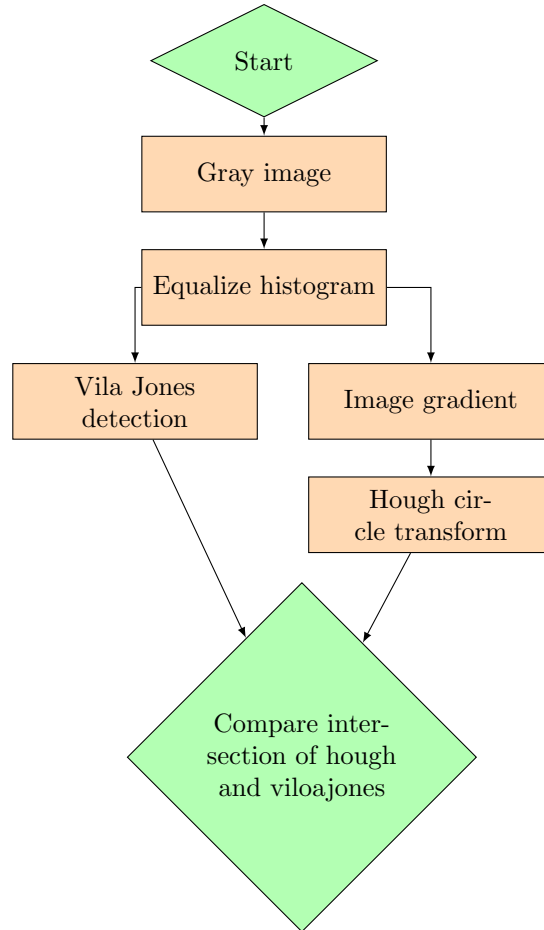 Start
Gray image
Equalize histogram
Vila Jones
detection
Image gradient
Hough cir-
cle transform
Compare inter-
section of hough
and viloajones